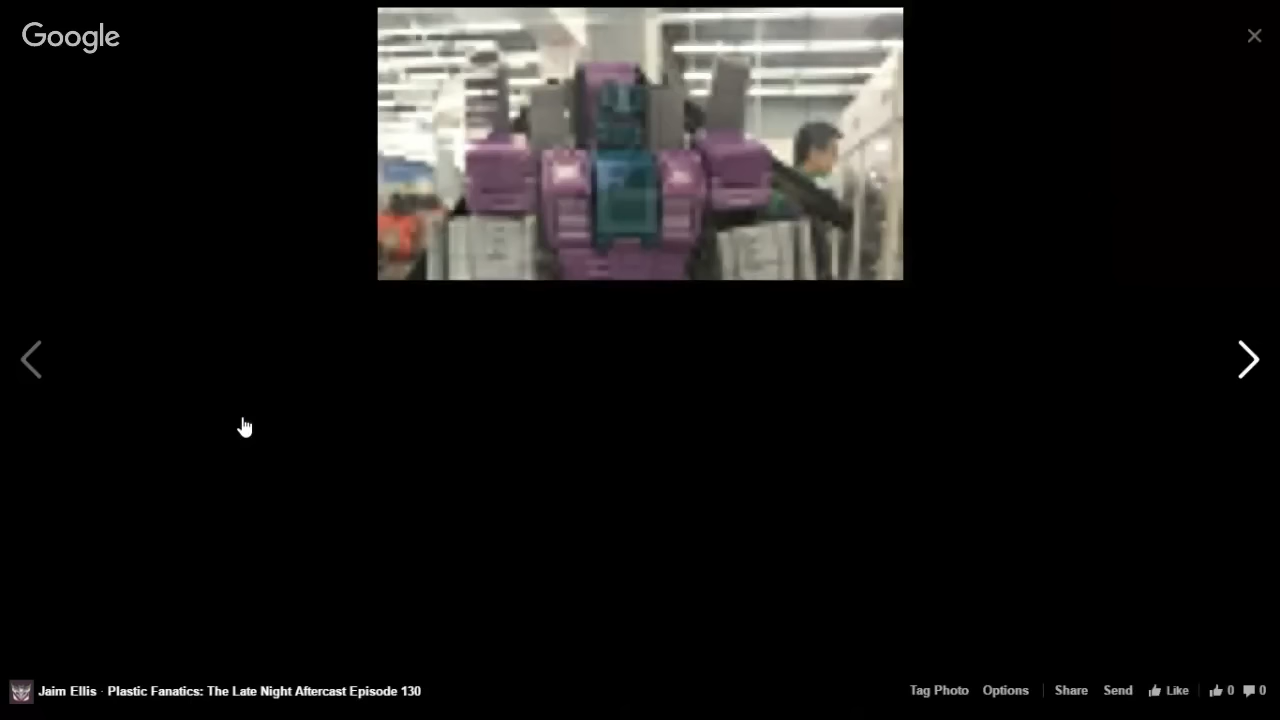 Google
Jaim Ellis · Plastic Fanatics: The Late Night Aftercast Episode 130
Tag Photo Options Share Send Like 0 0